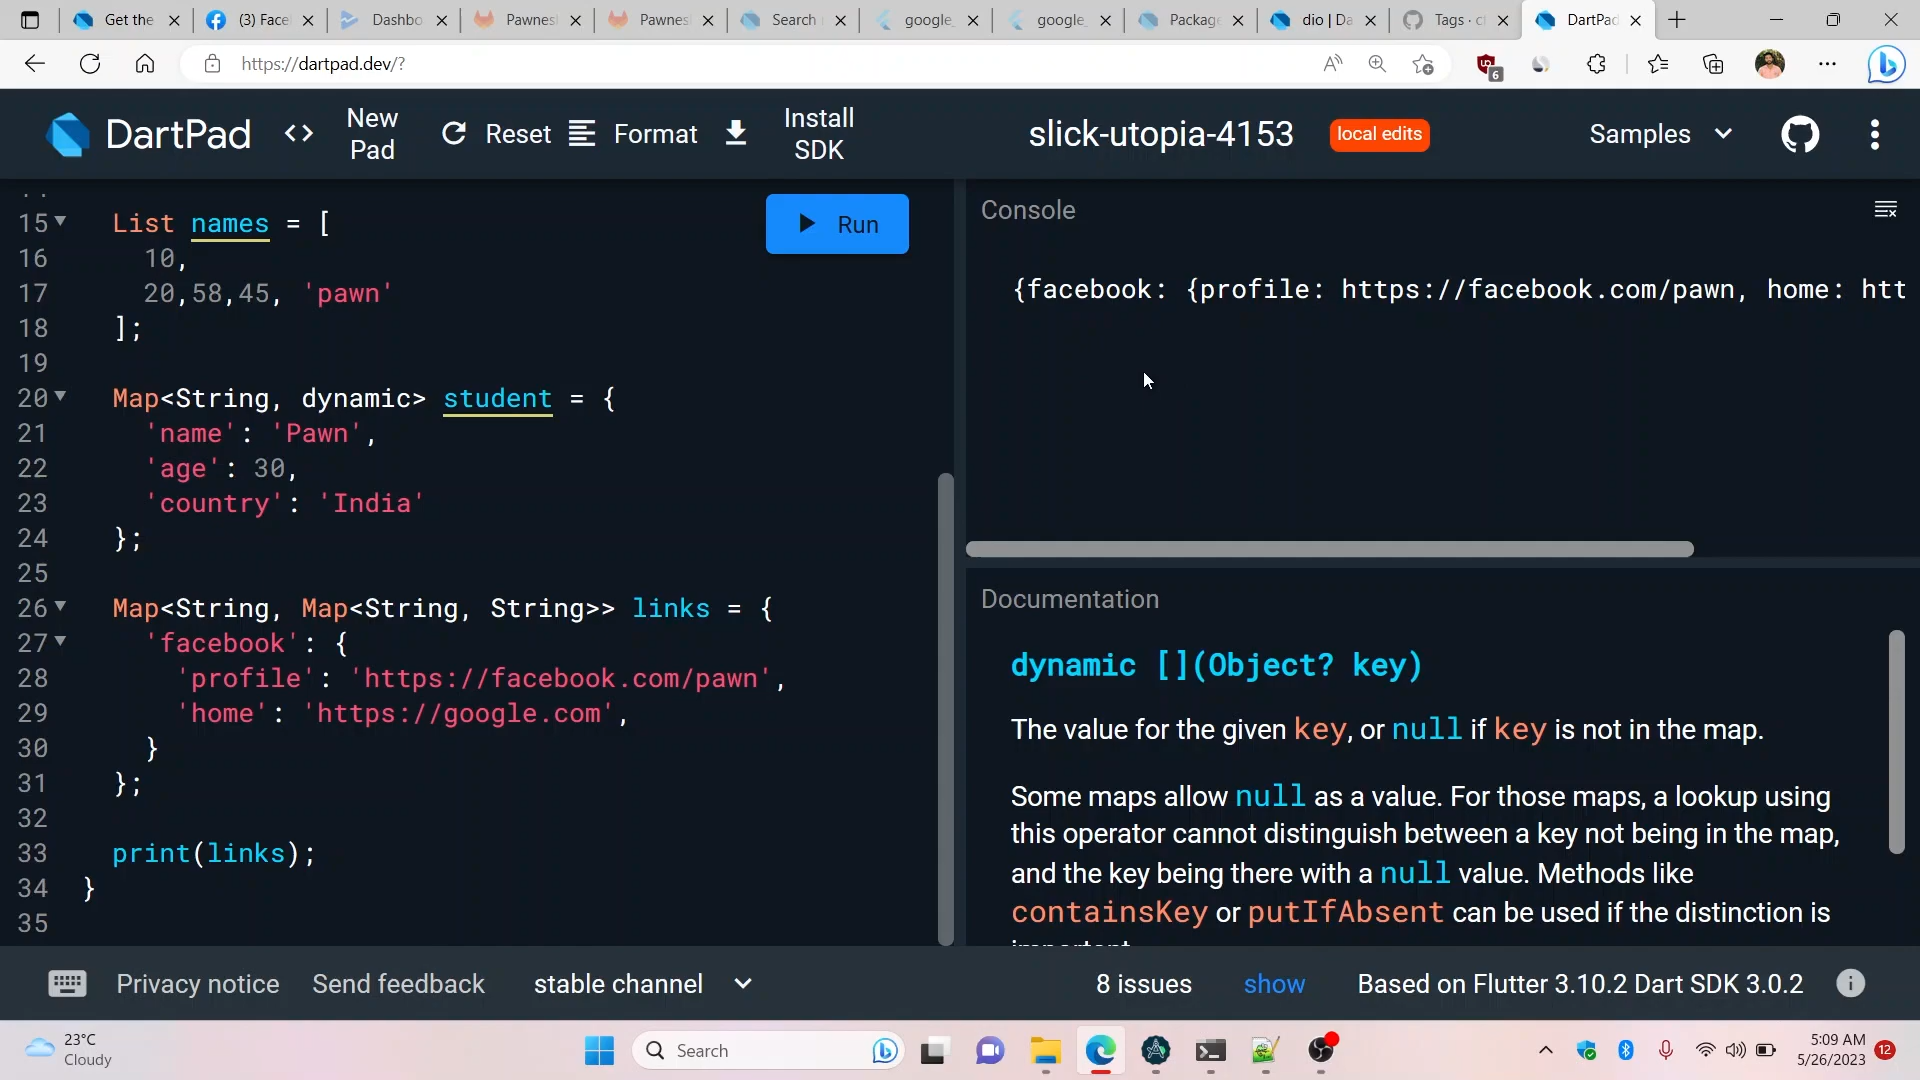 Get the
(3) Face
Dashbo
Pawnes
Pawnes
Search
google_
google_
Package
dio | Da
Tags · c
DartPad
https://dartpad.dev/?
6
DartPad
<>
New Pad
Reset
Format
Install SDK
slick-utopia-4153
local edits
Samples
Run
15 List names = [
16 10,
17 20,58,45, 'pawn'
18 ];
19
20 Map<String, dynamic> student = {
21 'name': 'Pawn',
22 'age': 30,
23 'country': 'India'
24 };
25
26 Map<String, Map<String, String>> links = {
27 'facebook': {
28 'profile': 'https://facebook.com/pawn',
29 'home': 'https://google.com',
30 }
31 };
32
33 print(links);
34 }
35
Console
{facebook: {profile: https://facebook.com/pawn, home: htt
Documentation
dynamic [](Object? key)
The value for the given key, or null if key is not in the map.
Some maps allow null as a value. For those maps, a lookup using
this operator cannot distinguish between a key not being in the map,
and the key being there with a null value. Methods like
containsKey or putIfAbsent can be used if the distinction is
Privacy notice
Send feedback
stable channel
8 issues
show
Based on Flutter 3.10.2 Dart SDK 3.0.2
23°C
Cloudy
Search
5:09 AM
5/26/2023
12